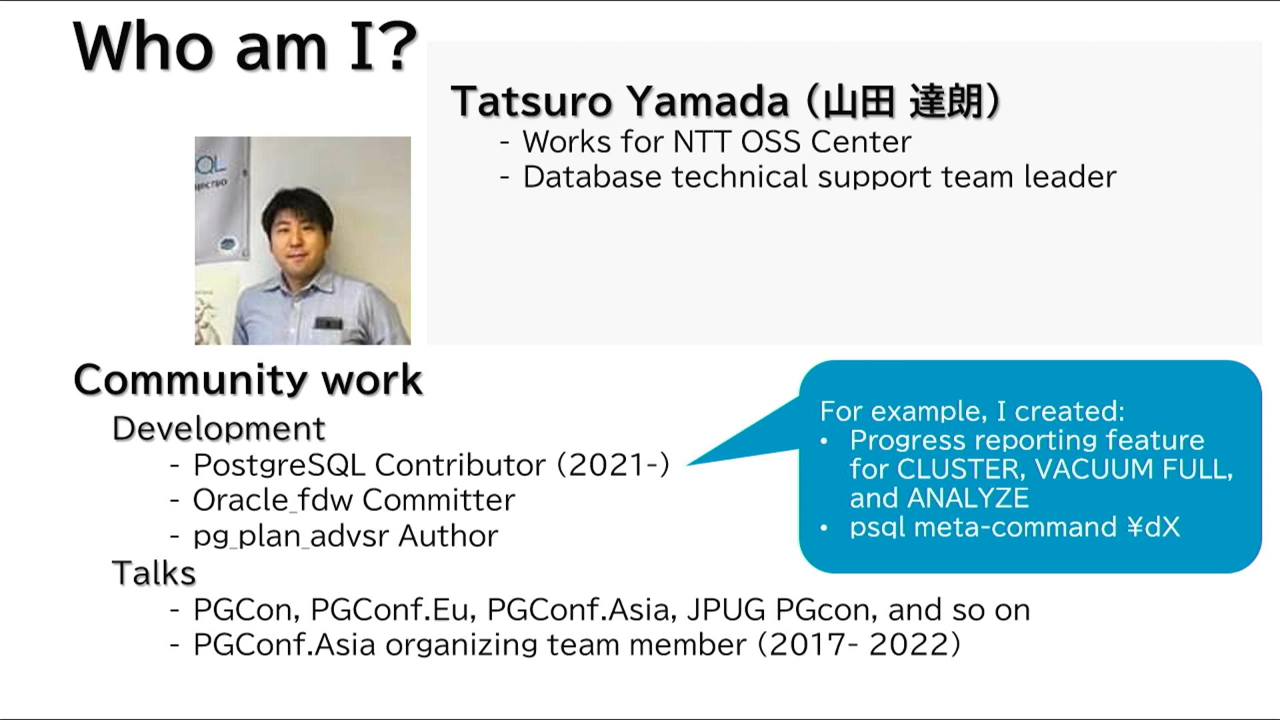 Who am I?
Tatsuro Yamada (山田 達朗)
- Works for NTT OSS Center
- Database technical support team leader
QL
Community work
Development
- PostgreSQL Contributor (2021-)
- Oracle_fdw Committer
- pg_plan_advsr Author
For example, I created:
• Progress reporting feature
for CLUSTER, VACUUM FULL,
and ANALYZE
• psql meta-command ¥dX
Talks
- PGCon, PGConf.Eu, PGConf.Asia, JPUG PGcon, and so on
- PGConf.Asia organizing team member (2017- 2022)